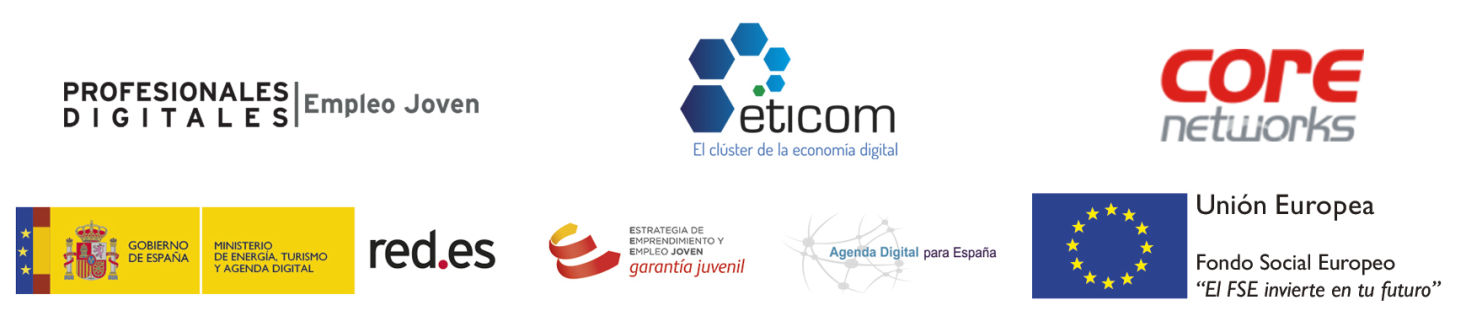 PROFESIONALES
DIGITALES
Empleo Joven
eticom
El clúster de la economía digital
core
networks
GOBIERNO
DE ESPAÑA
MINISTERIO
DE ENERGÍA, TURISMO
Y AGENDA DIGITAL
red.es
ESTRATEGIA DE
EMPRENDIMIENTO Y
EMPLEO JOVEN
garantía juvenil
Agenda Digital para España
Unión Europea
Fondo Social Europeo
“El FSE invierte en tu futuro”